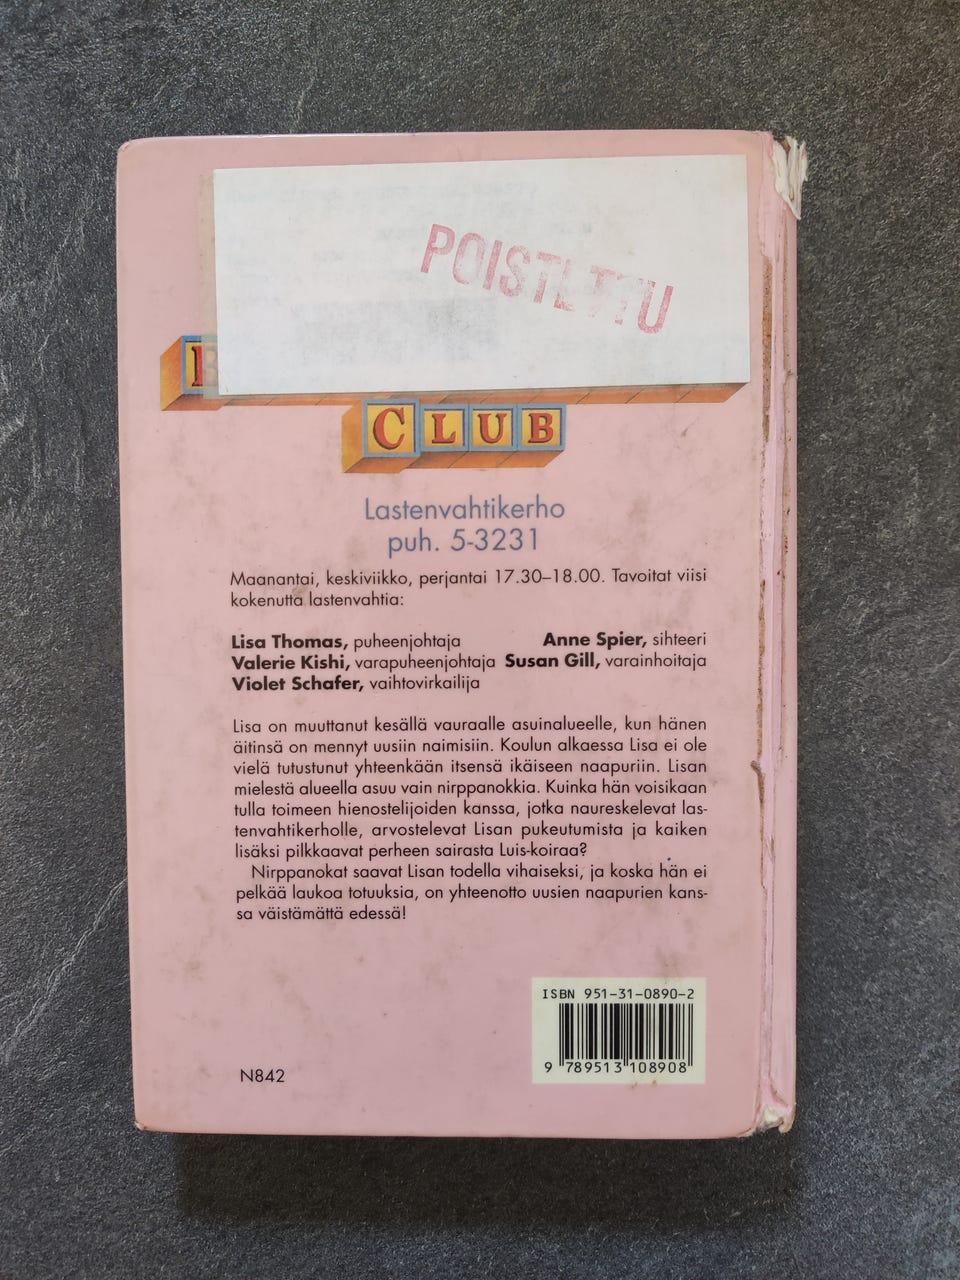 POISTETTU
CLUB
Lastenvahtikerho
puh. 5-3231
Maanantai, keskiviikko, perjantai 17.30–18.00. Tavoitat viisi
kokenutta lastenvahtia:
Lisa Thomas, puheenjohtaja Anne Spier, sihteeri
Valerie Kishi, varapuheenjohtaja Susan Gill, varainhoitaja
Violet Schafer, vaihtovirkailija
Lisa on muuttanut kesällä vauraalle asuinalueelle, kun hänen
äitinsä on mennyt uusiin naimisiin. Koulun alkaessa Lisa ei ole
vielä tutustunut yhteenkään itsensä ikäiseen naapuriin. Lisan
mielestä alueella asuu vain nirppanokkia. Kuinka hän voisikaan
tulla toimeen hienostelijoiden kanssa, jotka naureskelevat las-
tenvahtikerholle, arvostelevat Lisan pukeutumista ja kaiken
lisäksi pilkkaavat perheen sairasta Luis-koiraa?
Nirppanokat saavat Lisan todella vihaiseksi, ja koska hän ei
pelkää laukoa totuuksia, on yhteenotto uusien naapurien kans-
sa väistämättä edessä!
ISBN 951-31-0890-2
9 789513 108908
N842